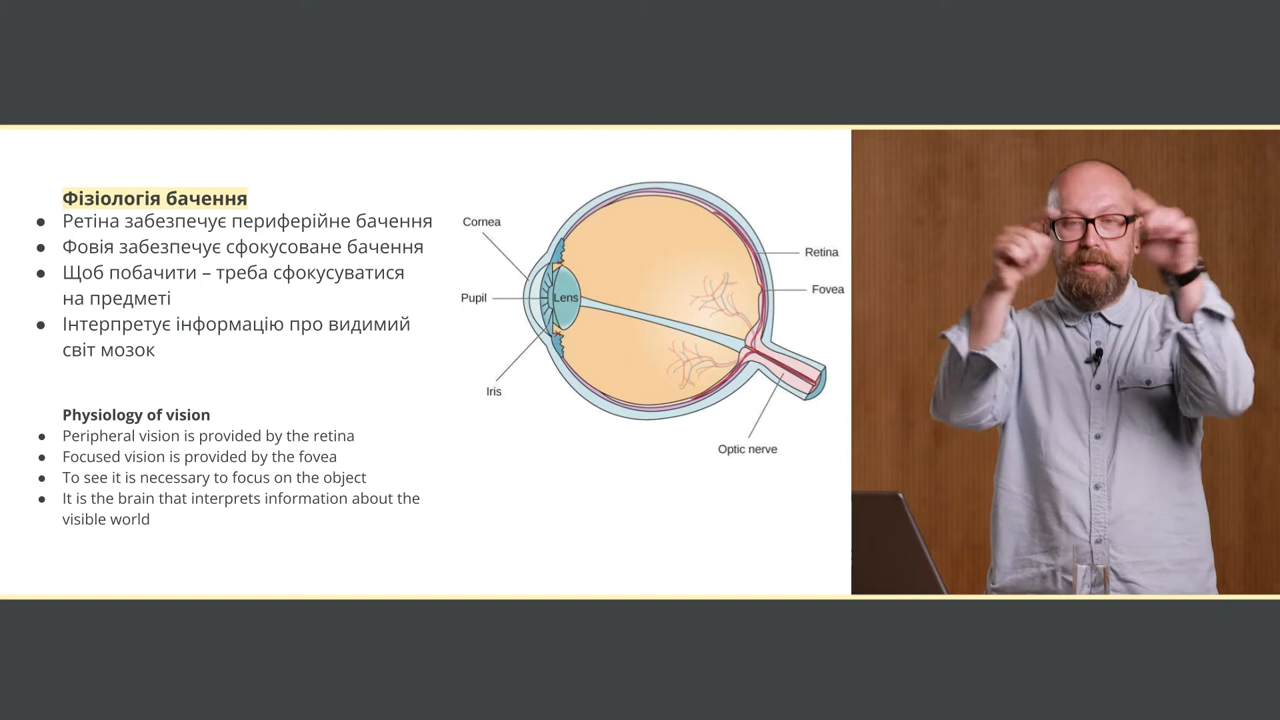 Фізіологія бачення
● Ретіна забезпечує периферійне бачення
● Фовія забезпечує сфокусоване бачення
● Щоб побачити – треба сфокусуватися
на предметі
● Інтерпретує інформацію про видимий
світ мозок
Physiology of vision
● Peripheral vision is provided by the retina
● Focused vision is provided by the fovea
● To see it is necessary to focus on the object
● It is the brain that interprets information about the
visible world
Cornea
Pupil
Lens
Iris
Retina
Fovea
Optic nerve